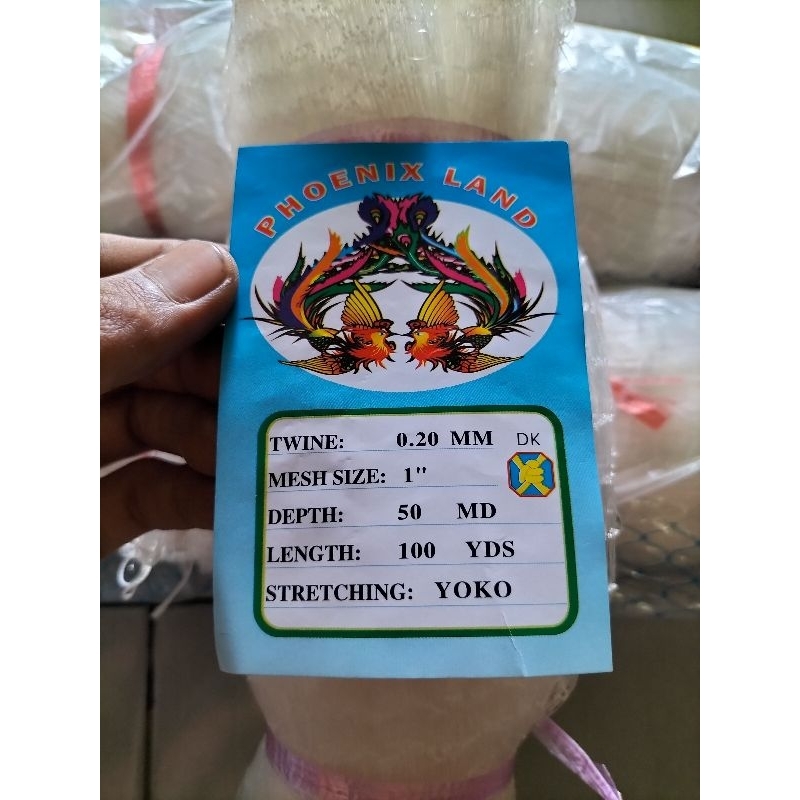 PHOENIX LAND
TWINE: 0.20 MM DK
MESH SIZE: 1"
DEPTH: 50 MD
LENGTH: 100 YDS
STRETCHING: YOKO